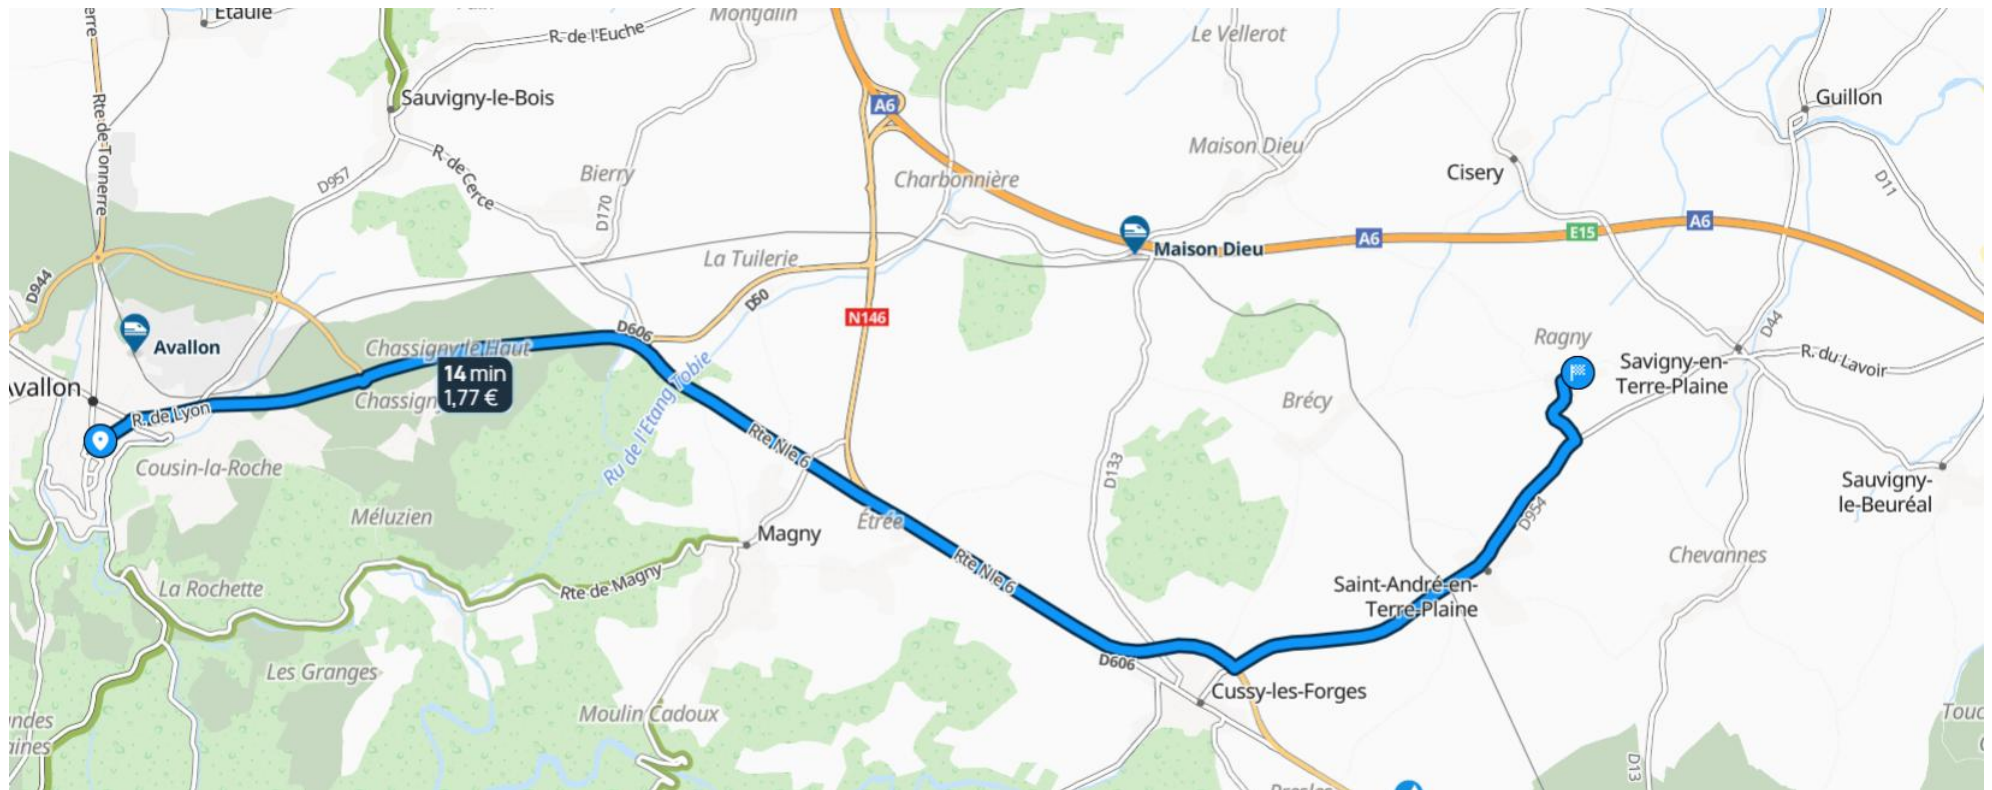 Etaule
Montjalin
R. de l'Euche
Le Vellerot
Sauvigny-le-Bois
A6
Guillon
Rte de Tonnerre
Maison Dieu
R. de Cerce
D957
Bierry
Charbonnière
Cisery
D11
D170
A6
E15
A6
Maison Dieu
La Tuilerie
D944
D50
N146
D606
D44
Avallon
Chassigny le Haut
Ragny
Savigny-en-
Terre-Plaine
R. du Lavoir
14 min
1,77 €
Brécy
R. de Lyon
Ru de l'Etang Tobie
Rte Nle 6
Cousin-la-Roche
D133
Sauvigny-
le-Beuréal
Méluzien
Étrée
D954
Magny
Chevannes
Rte Nle 6
La Rochette
Rte de Magny
Saint-André-en-
Terre-Plaine
Les Granges
D606
Cussy-les-Forges
Moulin Cadoux
D13